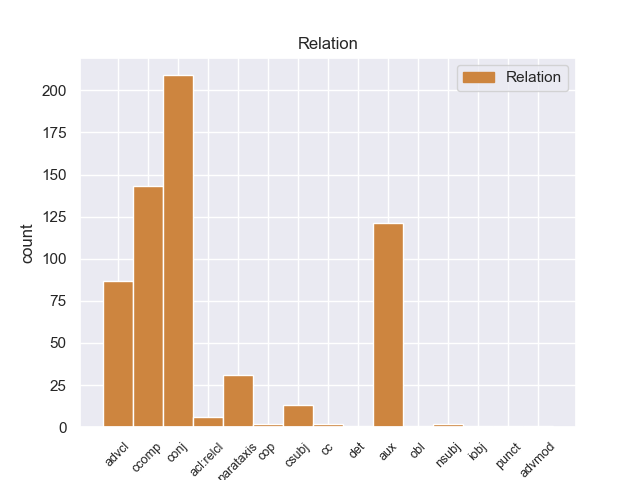 Relation
Relation
200
175
150
125
100
75
50
25
0
count
advcl
ccomp
conj
acl:relcl
parataxis
cop
csubj
cc
det
aux
obl
nsubj
iobj
punct
advmod